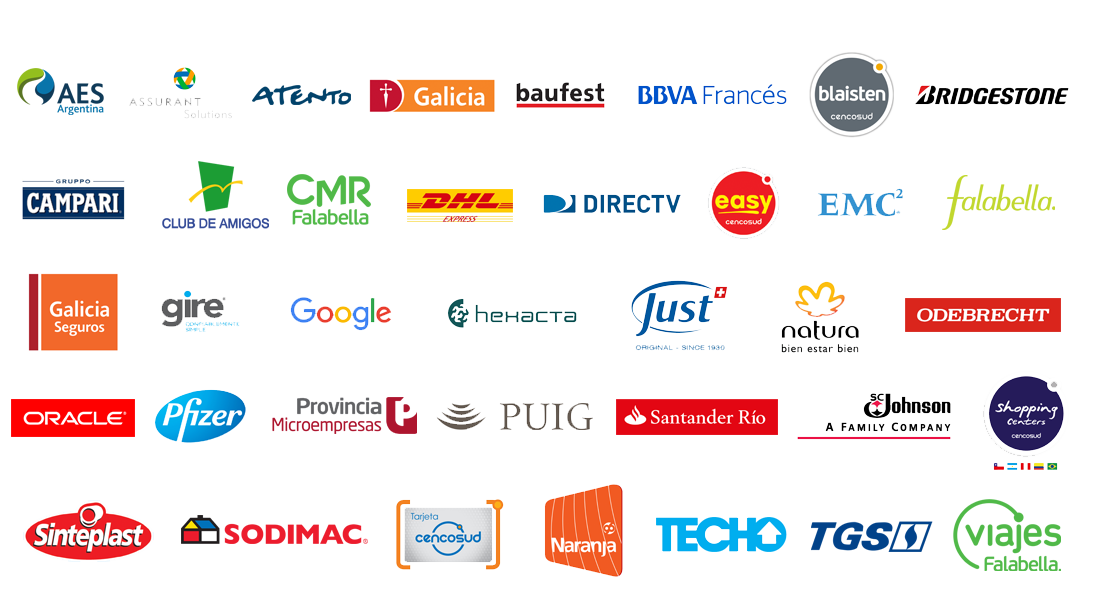 AES
Argentina
ASSURANT
Solutions
ATENTO
Galicia
baufest
BBVA Francés
blaisten
cencosud
BRIDGESTONE
GRUPPO
CAMPARI
CLUB DE AMIGOS
CMR
Falabella
DHL
EXPRESS
DIRECTV
easy
cencosud
EMC²
falabella.
Galicia
Seguros
gire
COMPLETAMENTE
SIMPLE
Google
hexacta
Just
ORIGINAL - SINCE 1930
natura
bien estar bien
ODEBRECHT
ORACLE®
Pfizer
Provincia
Microempresas
PUIG
Santander Río
SC Johnson
A FAMILY COMPANY
shopping
centers
cencosud
Sinteplast
SODIMAC®
Tarjeta
cencosud
Naranja
TECHO
TGS
viajes
Falabella.